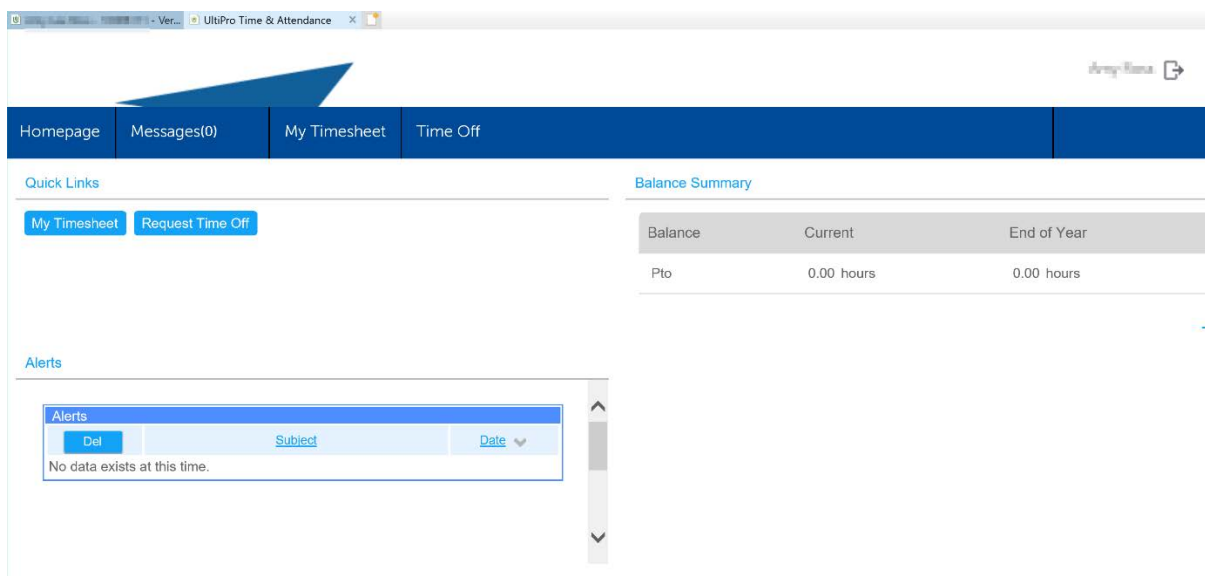 - Ver... UltiPro Time & Attendance
Homepage Messages(0) My Timesheet Time Off
Quick Links
My Timesheet Request Time Off
Balance Summary
Balance Current End of Year
Pto 0.00 hours 0.00 hours
Alerts
Alerts
Del Subject Date
No data exists at this time.